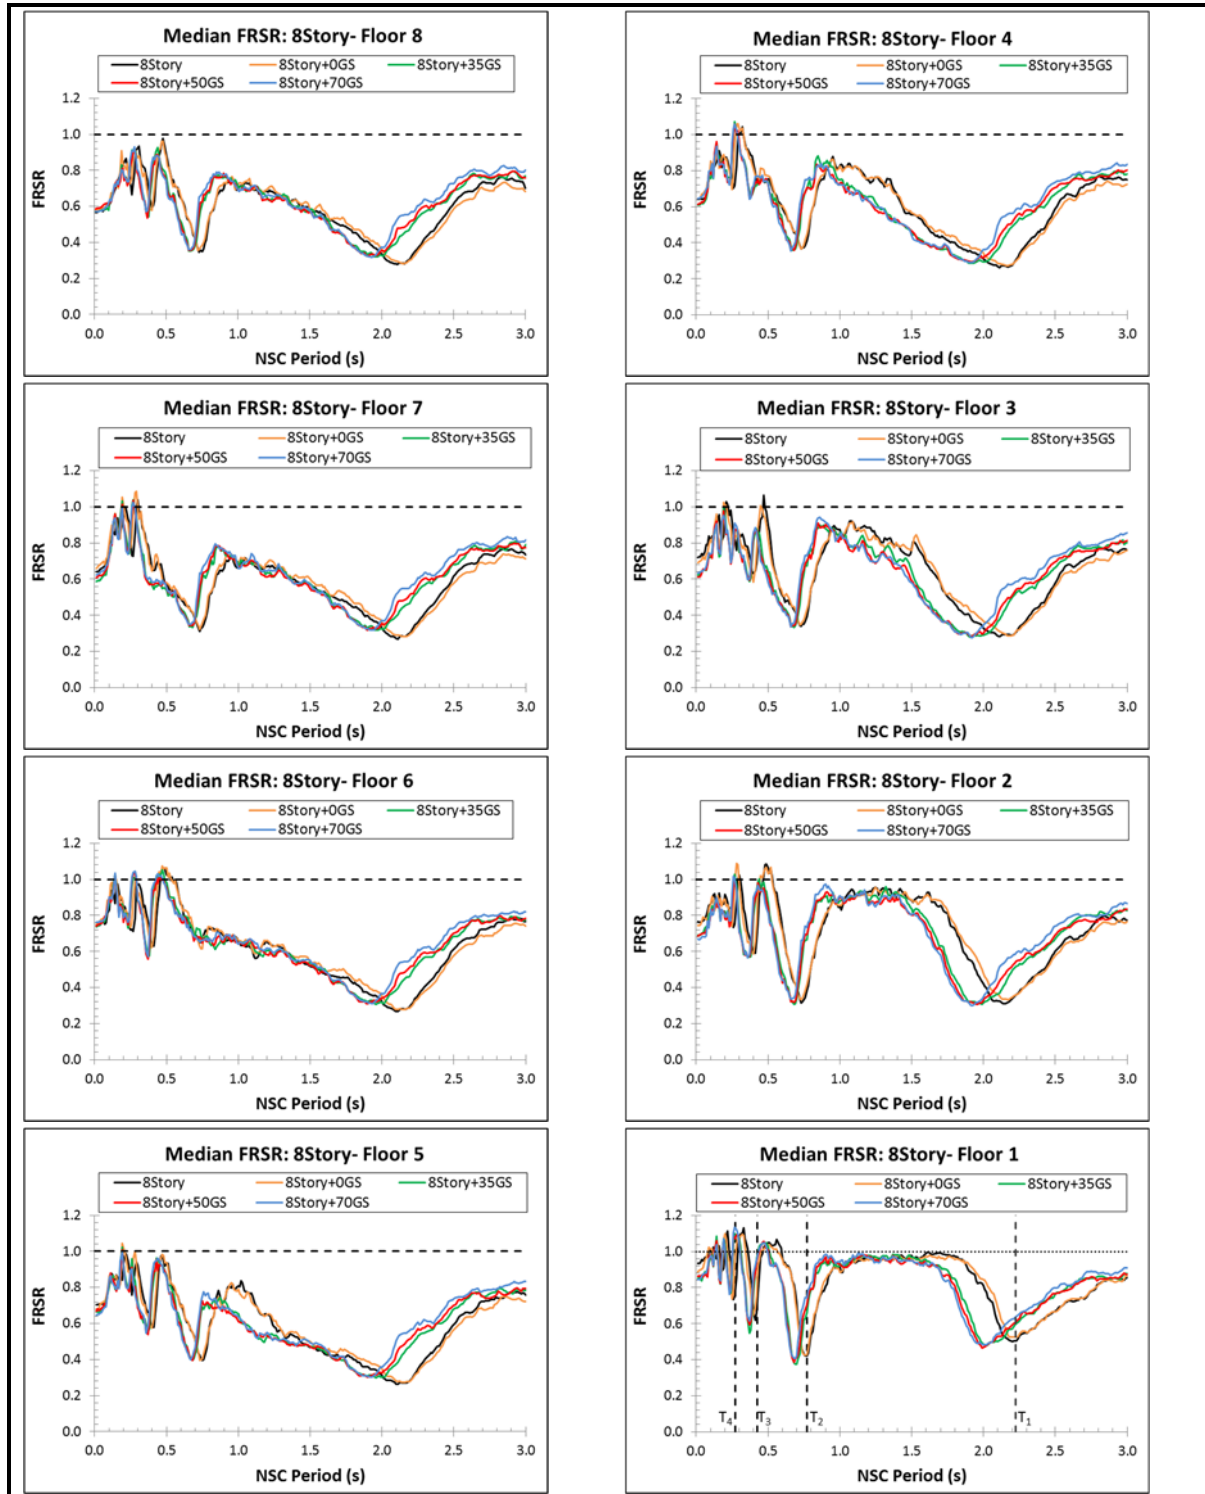 Median FRSR: 8Story- Floor 8
8Story 8Story+0GS 8Story+35GS
8Story+50GS 8Story+70GS
1.2
1.0
0.8
0.6
0.4
0.2
0.0
FRSR
0.0 0.5 1.0 1.5 2.0 2.5 3.0
NSC Period (s)
Median FRSR: 8Story- Floor 4
8Story 8Story+0GS 8Story+35GS
8Story+50GS 8Story+70GS
1.2
1.0
0.8
0.6
0.4
0.2
0.0
FRSR
0.0 0.5 1.0 1.5 2.0 2.5 3.0
NSC Period (s)
Median FRSR: 8Story- Floor 7
8Story 8Story+0GS 8Story+35GS
8Story+50GS 8Story+70GS
1.2
1.0
0.8
0.6
0.4
0.2
0.0
FRSR
0.0 0.5 1.0 1.5 2.0 2.5 3.0
NSC Period (s)
Median FRSR: 8Story- Floor 3
8Story 8Story+0GS 8Story+35GS
8Story+50GS 8Story+70GS
1.2
1.0
0.8
0.6
0.4
0.2
0.0
FRSR
0.0 0.5 1.0 1.5 2.0 2.5 3.0
NSC Period (s)
Median FRSR: 8Story- Floor 6
8Story 8Story+0GS 8Story+35GS
8Story+50GS 8Story+70GS
1.2
1.0
0.8
0.6
0.4
0.2
0.0
FRSR
0.0 0.5 1.0 1.5 2.0 2.5 3.0
NSC Period (s)
Median FRSR: 8Story- Floor 2
8Story 8Story+0GS 8Story+35GS
8Story+50GS 8Story+70GS
1.2
1.0
0.8
0.6
0.4
0.2
0.0
FRSR
0.0 0.5 1.0 1.5 2.0 2.5 3.0
NSC Period (s)
Median FRSR: 8Story- Floor 5
8Story 8Story+0GS 8Story+35GS
8Story+50GS 8Story+70GS
1.2
1.0
0.8
0.6
0.4
0.2
0.0
FRSR
0.0 0.5 1.0 1.5 2.0 2.5 3.0
NSC Period (s)
Median FRSR: 8Story- Floor 1
8Story 8Story+0GS 8Story+35GS
8Story+50GS 8Story+70GS
1.2
1.0
0.8
0.6
0.4
0.2
0.0
FRSR
T₄ T₃ T₂ T₁
0.0 0.5 1.0 1.5 2.0 2.5 3.0
NSC Period (s)